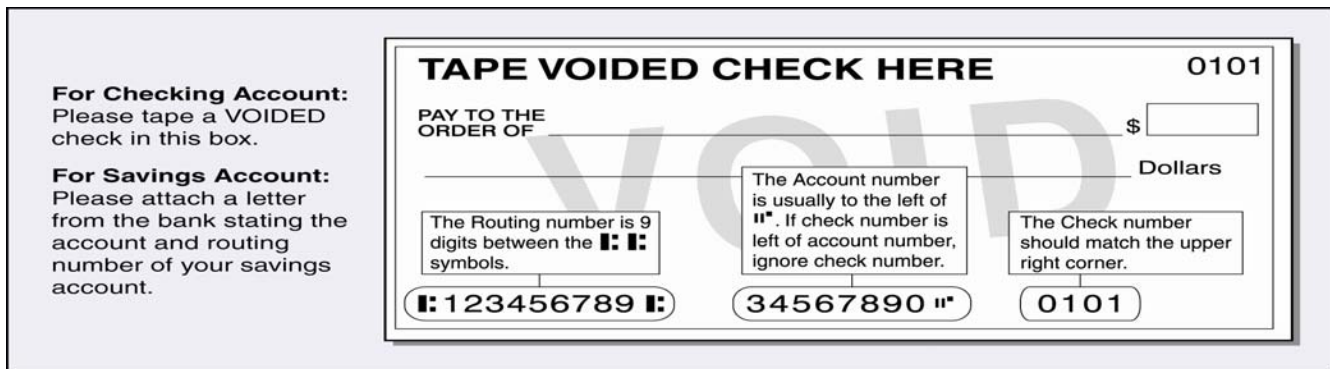 For Checking Account:
Please tape a VOIDED
check in this box.
For Savings Account:
Please attach a letter
from the bank stating the
account and routing
number of your savings
account.
TAPE VOIDED CHECK HERE 0101
PAY TO THE
ORDER OF $
VOID
Dollars
The Routing number is 9
digits between the ⑆ ⑆
symbols.
The Account number
is usually to the left of
⑈. If check number is
left of account number,
ignore check number.
The Check number
should match the upper
right corner.
⑆123456789⑆ 34567890⑈ 0101